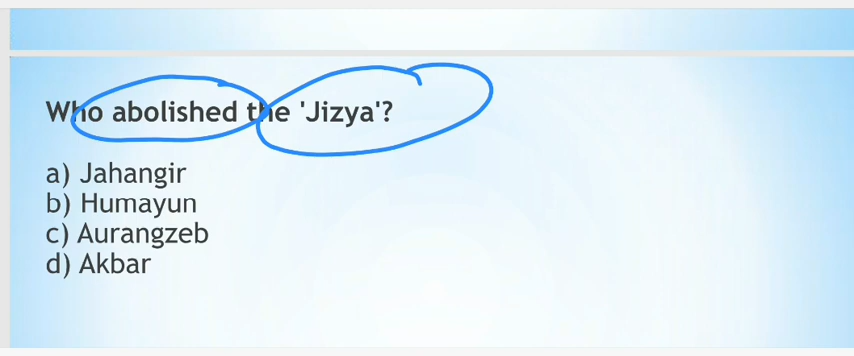 Who abolished the 'Jizya'?
a) Jahangir
b) Humayun
c) Aurangzeb
d) Akbar